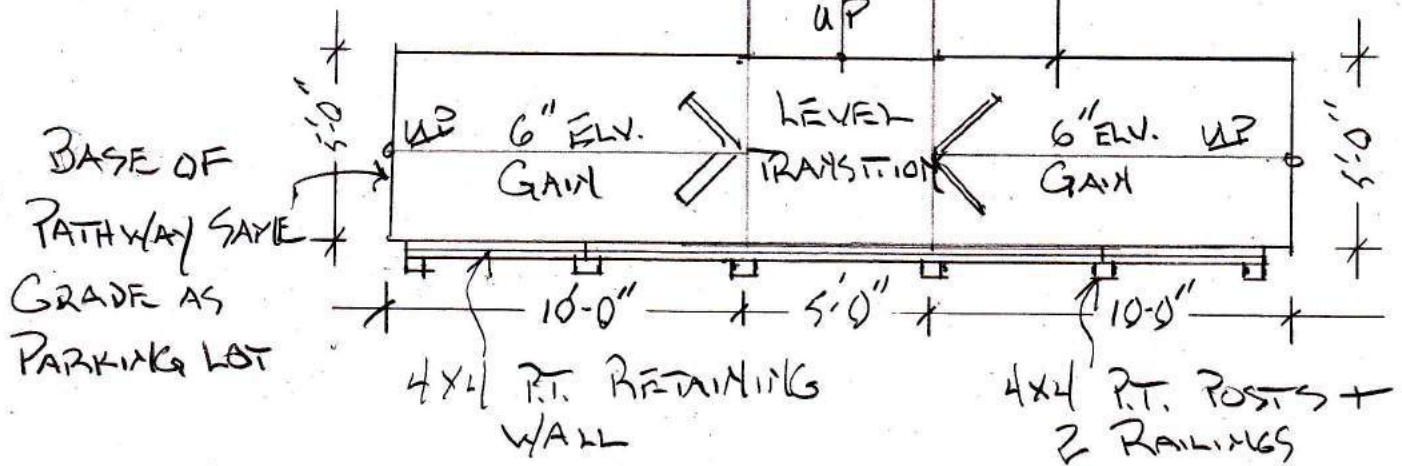 UP
5'-0"
UP
6" ELV.
GAIN
LEVEL
TRANSITION
6" ELV.
GAIN
UP
5'-0"
BASE OF
PATHWAY SAME
GRADE AS
PARKING LOT
10'-0"
5'-0"
10-0"
4X4 P.T. RETAINING
WALL
4X4 P.T. POSTS +
2 RAILINGS